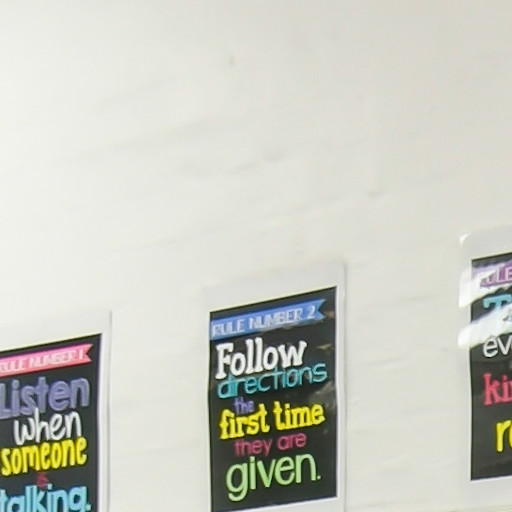 RULE NUMBER 1
Listen
when
someone
is
talking.
RULE NUMBER 2
Follow
directions
the
first time
they are
given.